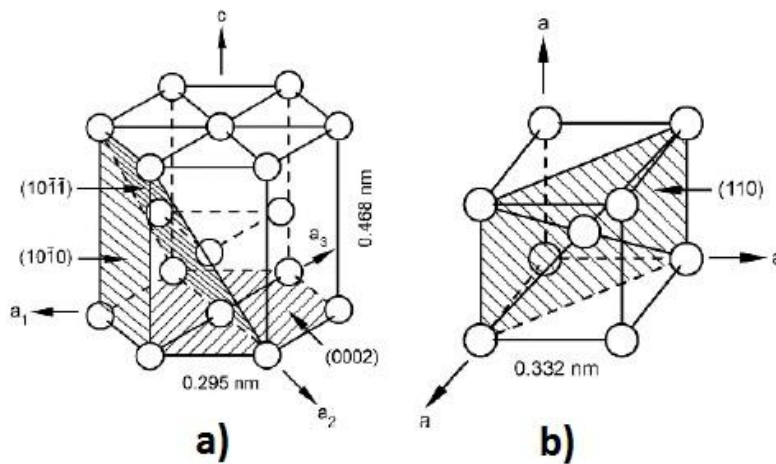 c
(101̄1̄)
(101̄0)
a₁
a₃
0.468 nm
(0002)
0.295 nm
a₂
a)
a
(110)
a
0.332 nm
a
b)